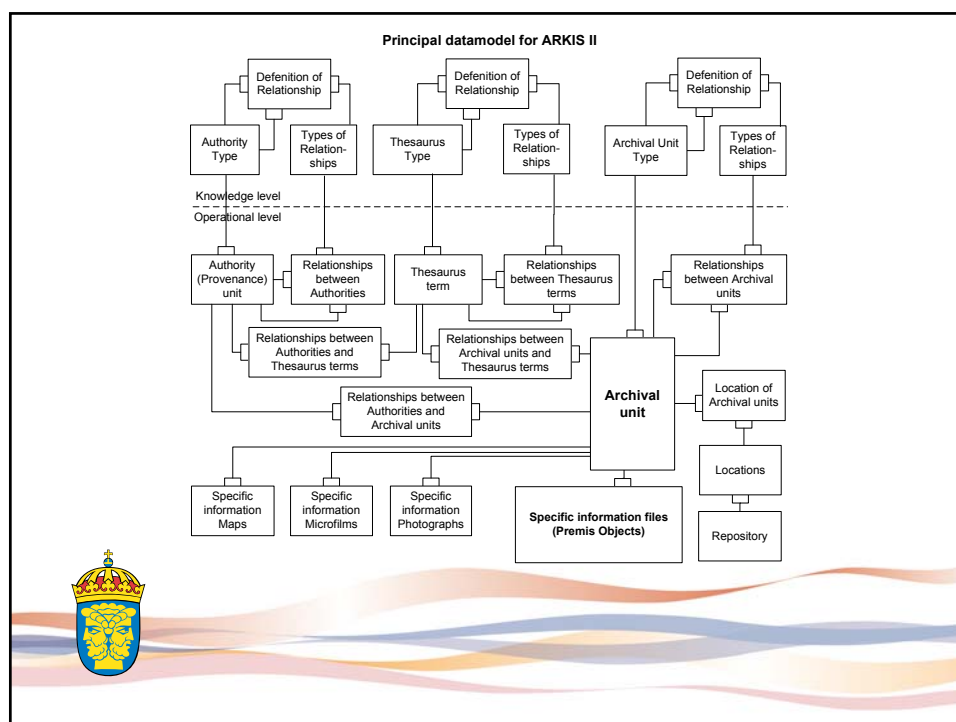 Principal datamodel for ARKIS II
Defenition of
Relationship
Defenition of
Relationship
Defenition of
Relationship
Authority
Type
Types of
Relation-
ships
Thesaurus
Type
Types of
Relation-
ships
Archival Unit
Type
Types of
Relation-
ships
Knowledge level
Operational level
Authority
(Provenance)
unit
Relationships
between
Authorities
Thesaurus
term
Relationships
between Thesaurus
terms
Relationships
between Archival
units
Relationships between
Authorities and
Thesaurus terms
Relationships between
Archival units and
Thesaurus terms
Relationships between
Authorities and
Archival units
Archival
unit
Location of
Archival units
Locations
Repository
Specific
information
Maps
Specific
information
Microfilms
Specific
information
Photographs
Specific information files
(Premis Objects)